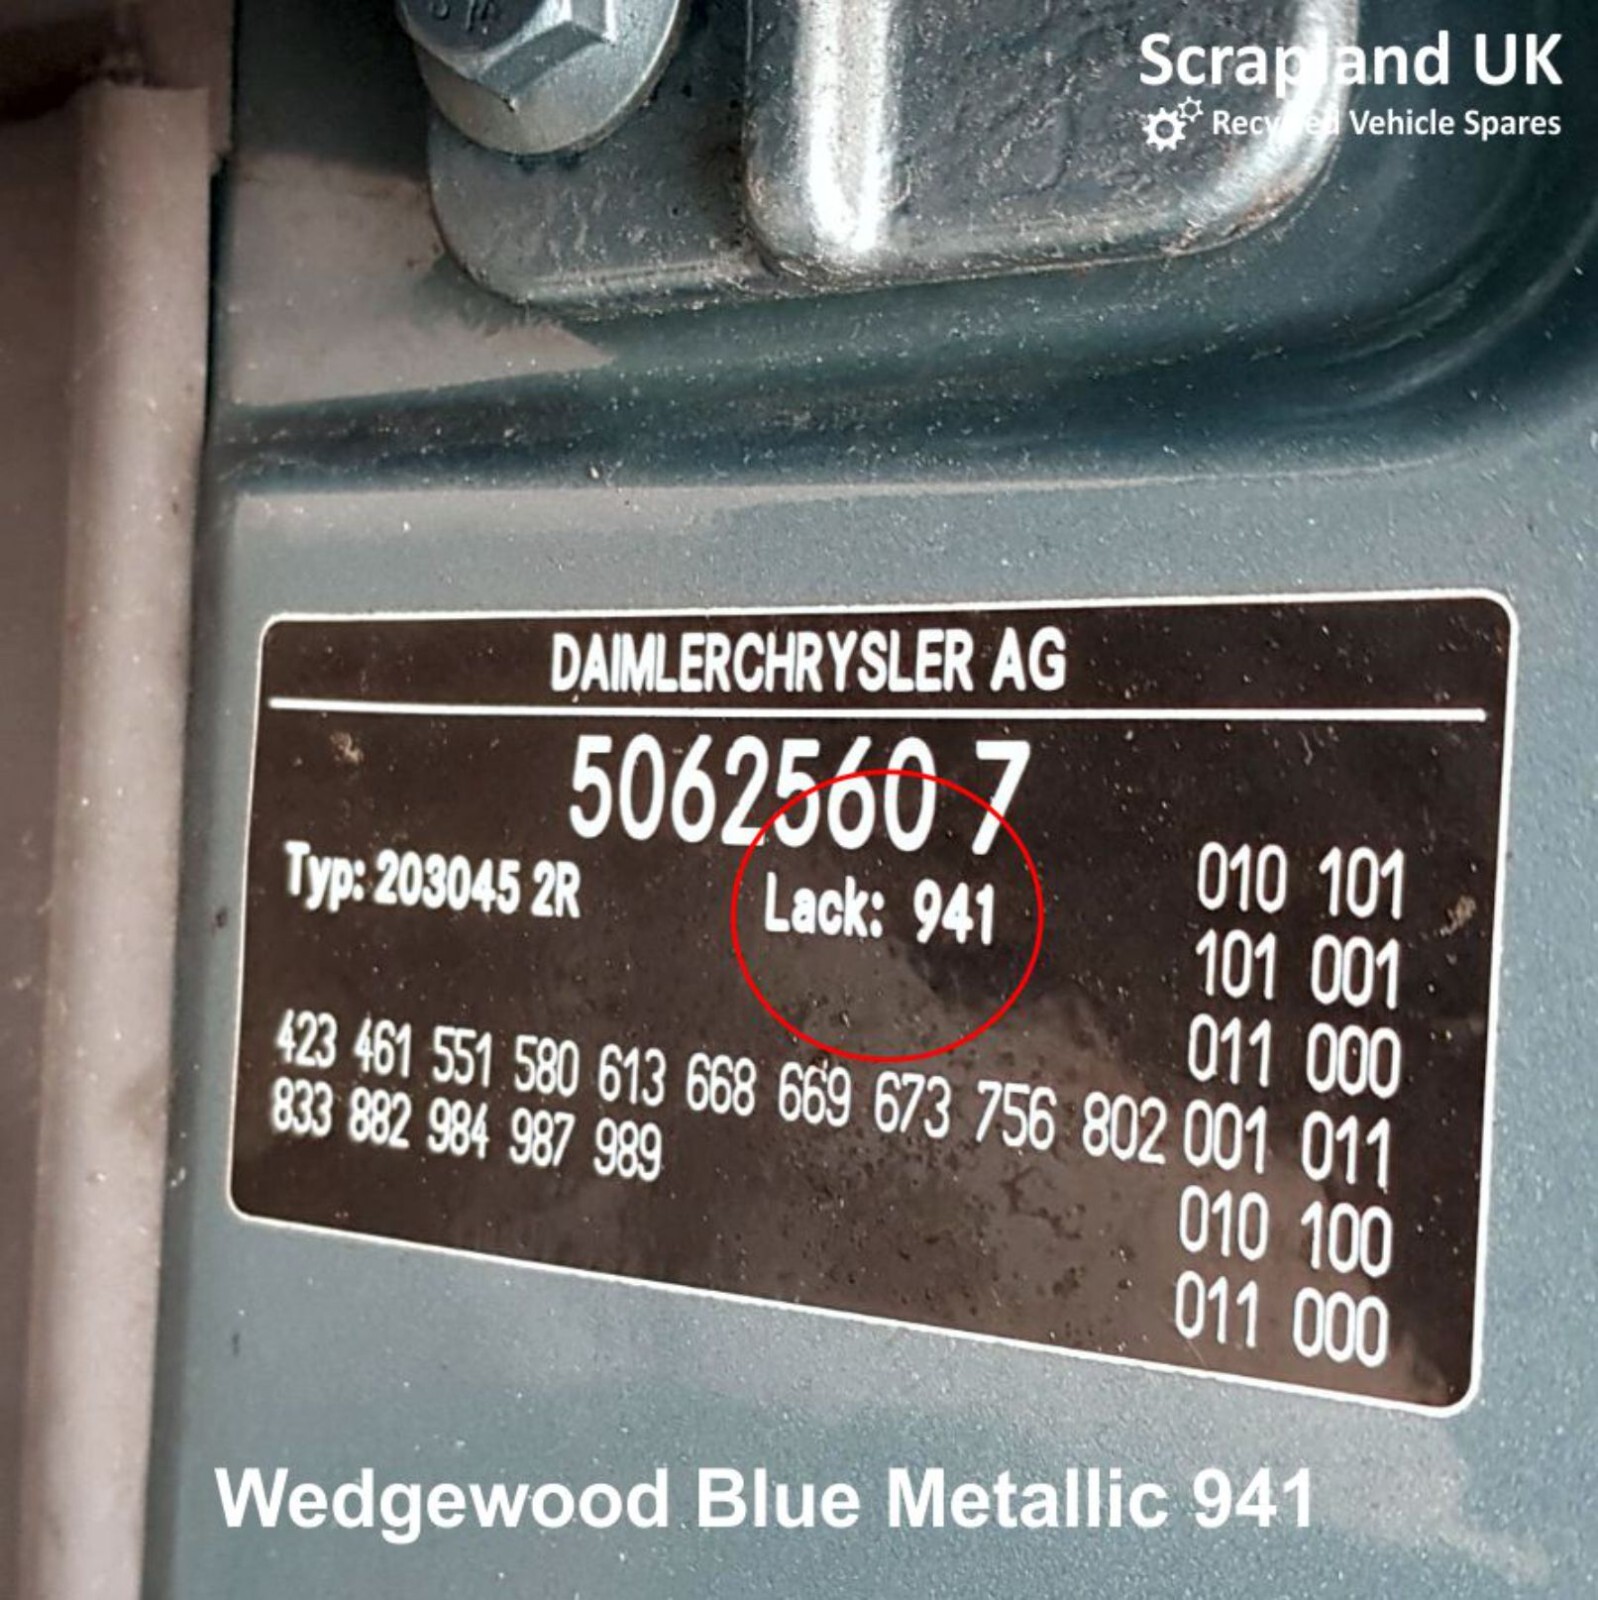 Scrapland UK
Recycled Vehicle Spares
DAIMLERCHRYSLER AG
5062560 7
Typ: 203045 2R Lack: 941 010 101
101 001
011 000
423 461 551 580 613 668 669 673 756 802 001 011
833 882 984 987 989
010 100
011 000
Wedgewood Blue Metallic 941